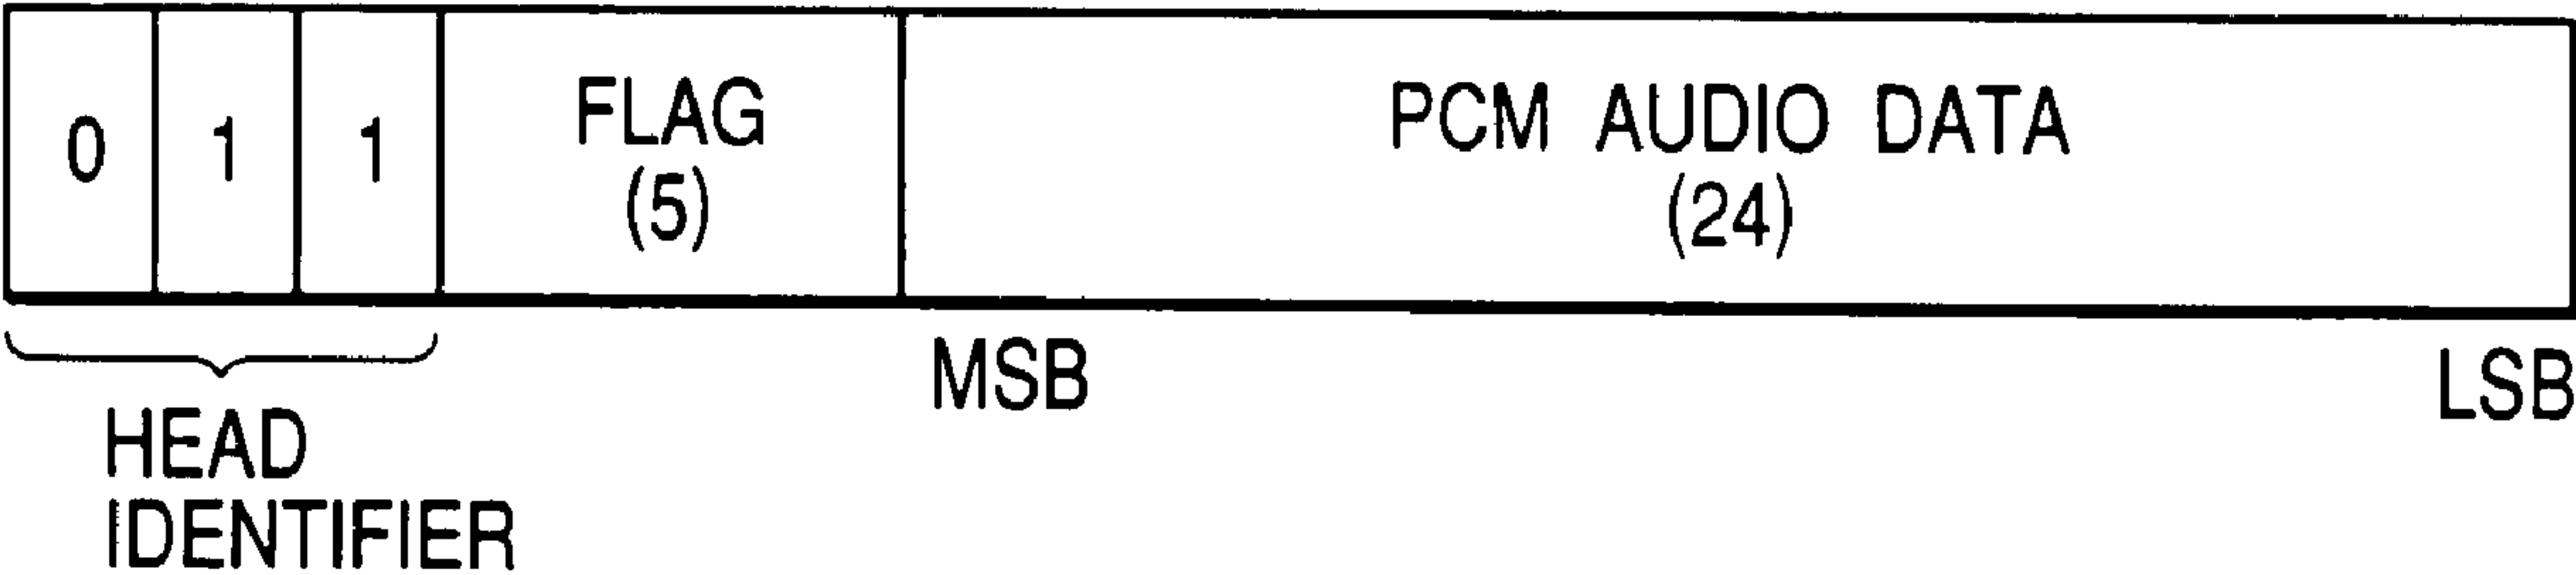 0 1 1 FLAG PCM AUDIO DATA
(5) (24)
MSB LSB
HEAD
IDENTIFIER